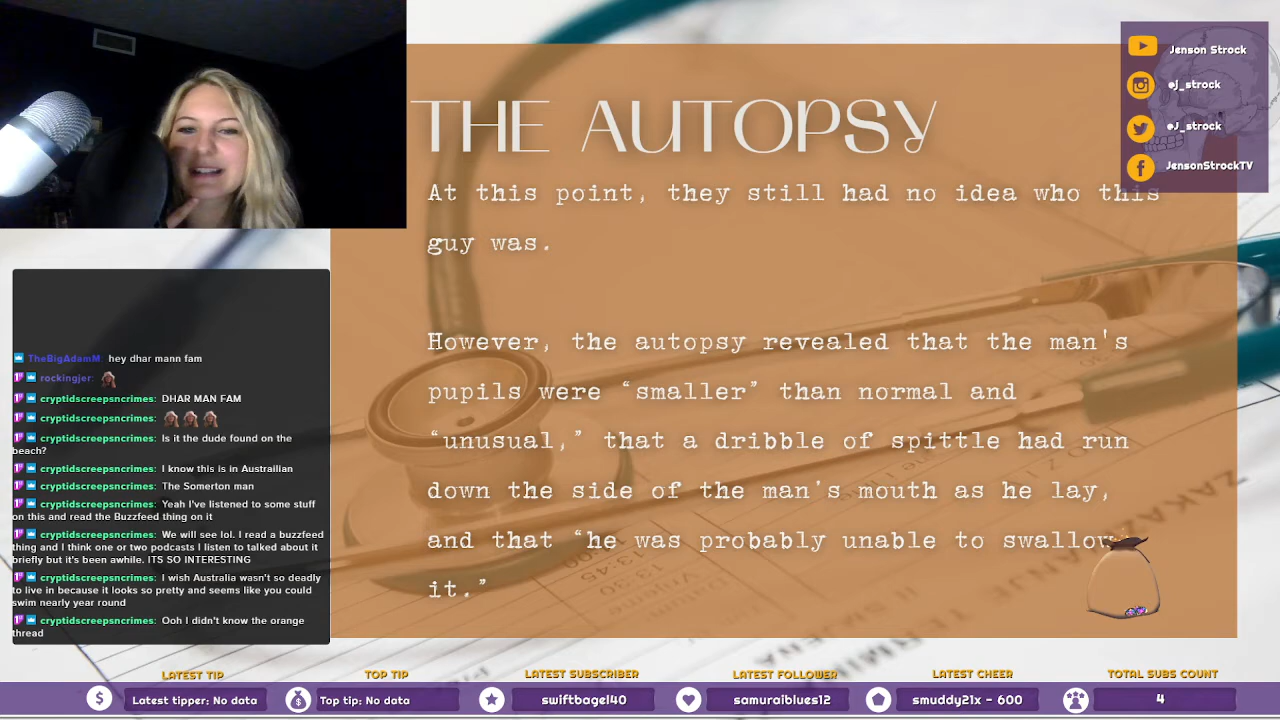 THE AUTOPSY
At this point, they still had no idea who this
guy was.
However, the autopsy revealed that the man's
pupils were “smaller” than normal and
“unusual,” that a dribble of spittle had run
down the side of the man's mouth as he lay,
and that “he was probably unable to swallow
it.”
Jenson Strock
@j_strock
@J_strock
JensonStrockTV
TheBigAdamM hey dhar mann fam
rockingjer:
cryptidscreepsncrimes: DHAR MAN FAM
cryptidscreepsncrimes:
cryptidscreepsncrimes: Is it the dude found on the
beach?
cryptidscreepsncrimes: I know this is in Austrailian
cryptidscreepsncrimes: The Somerton man
cryptidscreepsncrimes: Yeah I've listened to some stuff
on this and read the Buzzfeed thing on it
cryptidscreepsncrimes: We will see lol. I read a buzzfeed
thing and I think one or two podcasts I listen to talked about it
briefly but it's been awhile. ITS SO INTERESTING
cryptidscreepsncrimes: I wish Australia wasn't so deadly
to live in because it looks so pretty and seems like you could
swim nearly year round
cryptidscreepsncrimes: Ooh I didn't know the orange
thread
LATEST TIP
Latest tipper: No data
TOP TIP
Top tip: No data
LATEST SUBSCRIBER
swiftbagel40
LATEST FOLLOWER
samuraiblues12
LATEST CHEER
smuddy21x - 600
TOTAL SUBS COUNT
4